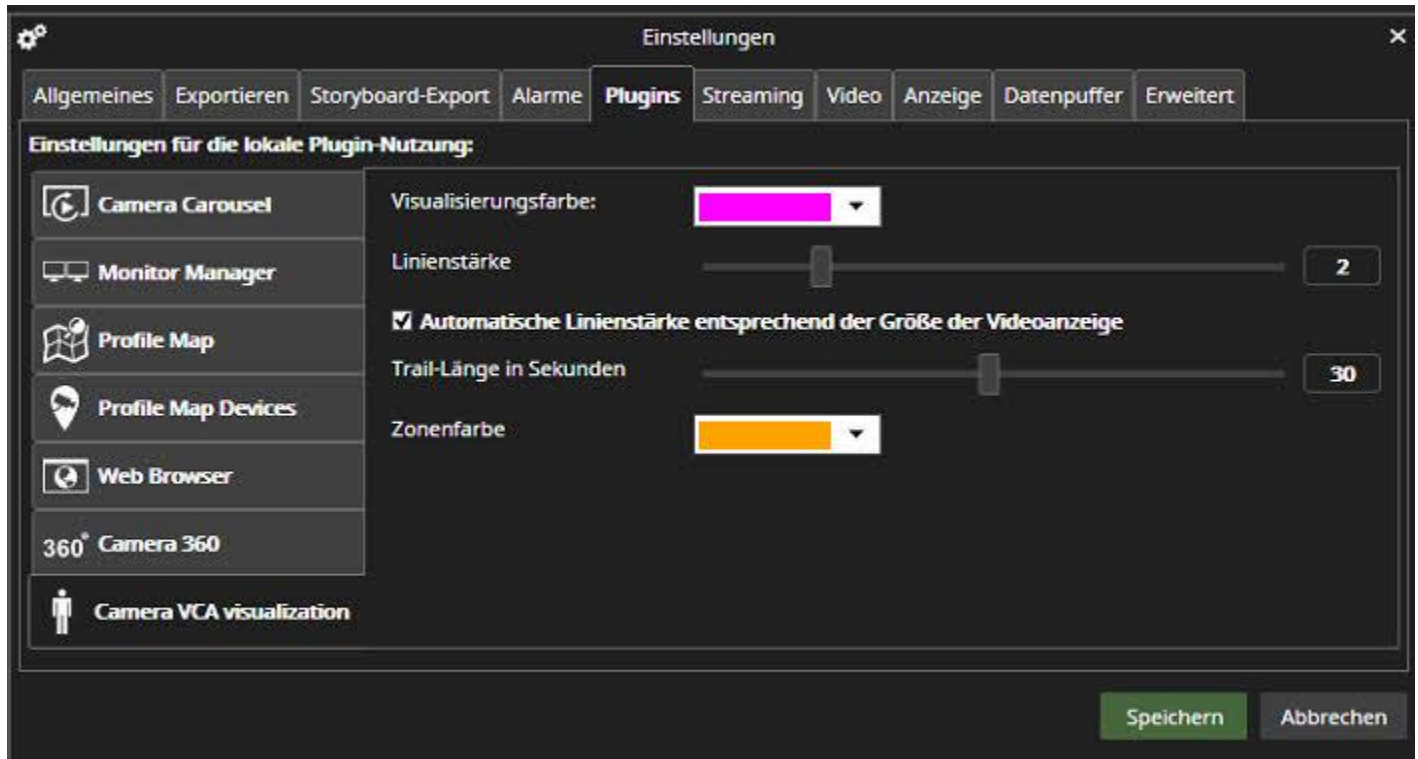 Einstellungen
Allgemeines Exportieren Storyboard-Export Alarme Plugins Streaming Video Anzeige Datenpuffer Erweitert
Einstellungen für die lokale Plugin-Nutzung:
Camera Carousel
Monitor Manager
Profile Map
Profile Map Devices
Web Browser
360° Camera 360
Camera VCA visualization
Visualisierungsfarbe:
Linienstärke 2
Automatische Linienstärke entsprechend der Größe der Videoanzeige
Trail-Länge in Sekunden 30
Zonenfarbe
Speichern Abbrechen